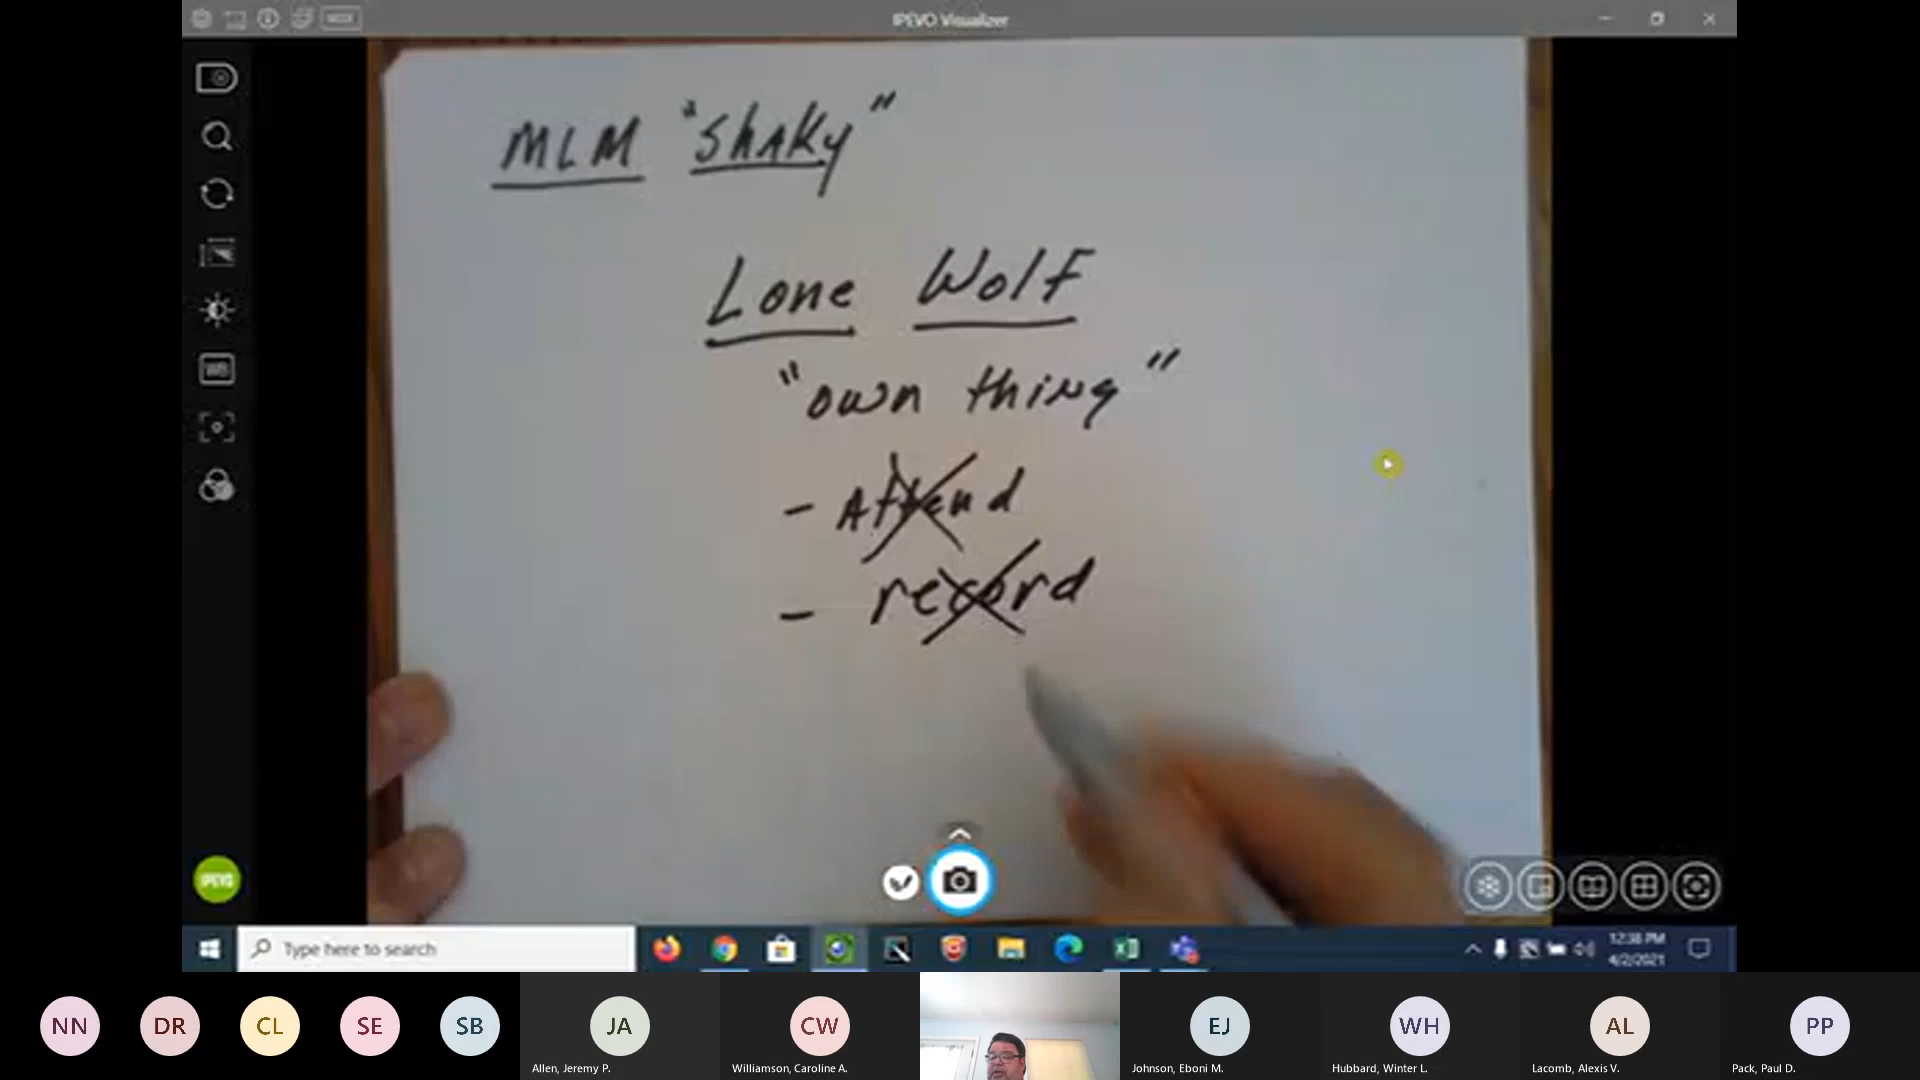 IPEVO Visualizer
MLM "ShAKy"
Lone Wolf
"own thing"
- Attend
- record
WB
IPEVO
Type here to search
12:38 PM
4/2/2021
NN
DR
CL
SE
SB
JA
CW
EJ
WH
AL
PP
Allen, Jeremy P.
Williamson, Caroline A.
Johnson, Eboni M.
Hubbard, Winter L.
Lacomb, Alexis V.
Pack, Paul D.